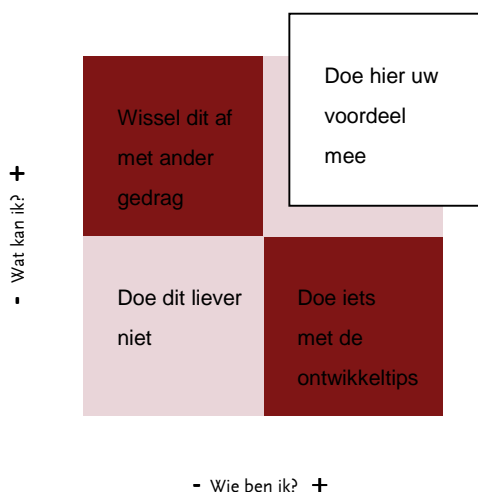 Doe hier uw
voordeel
mee
Wissel dit af
met ander
gedrag
Doe dit liever
niet
Doe iets
met de
ontwikkeltips
- Wat kan ik? +
- Wie ben ik? +